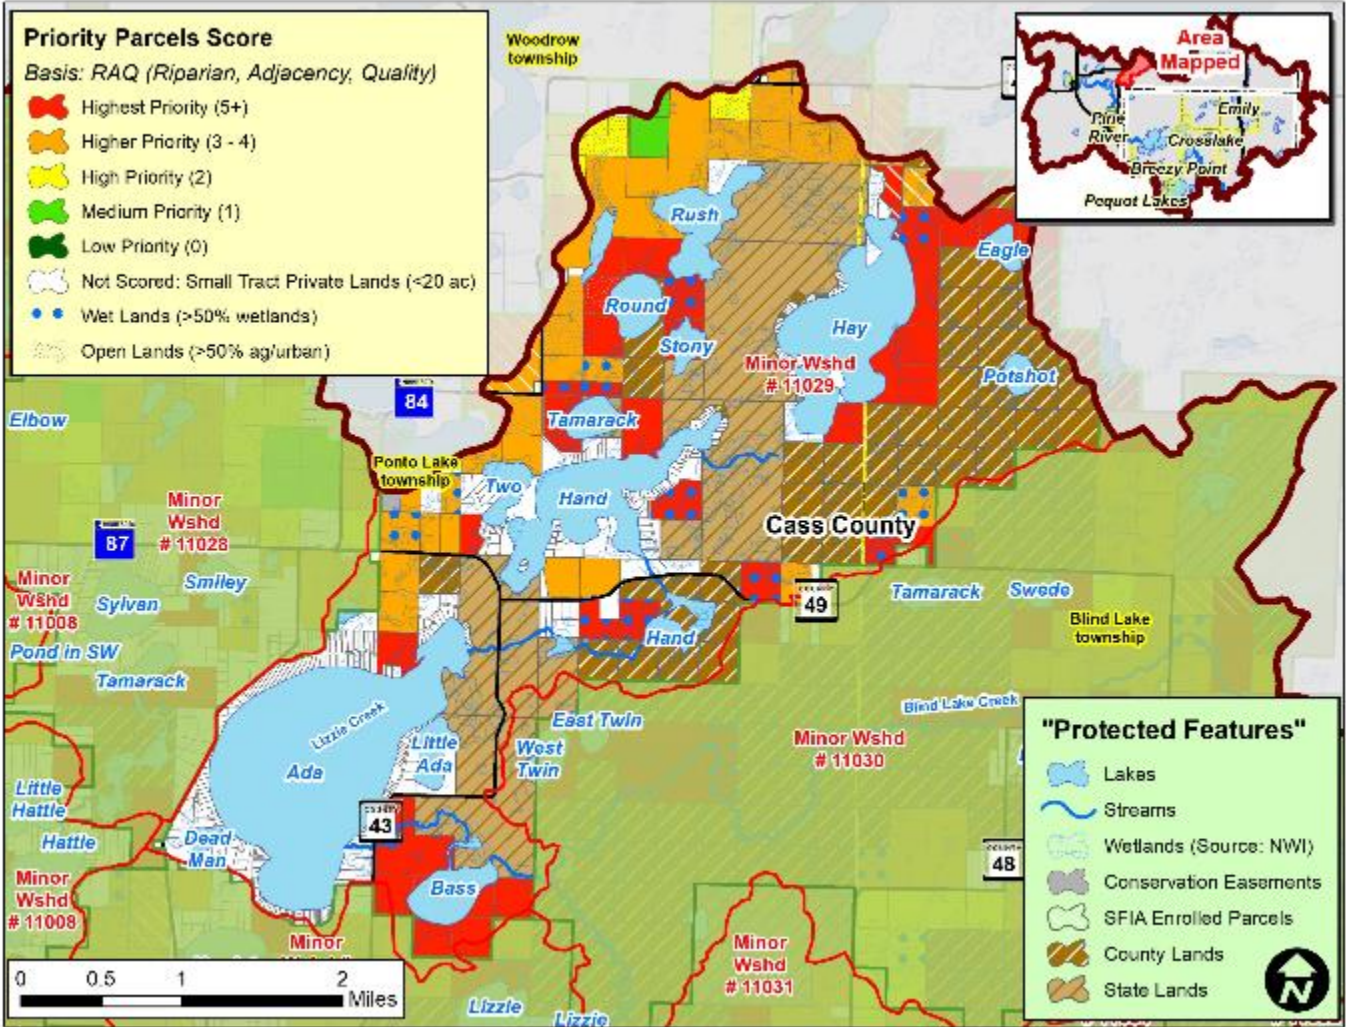 Priority Parcels Score
Basis: RAQ (Riparian, Adjacency, Quality)
Highest Priority (5+)
Higher Priority (3 - 4)
High Priority (2)
Medium Priority (1)
Low Priority (0)
Not Scored: Small Tract Private Lands (<20 ac)
Wet Lands (>50% wetlands)
Open Lands (>50% ag/urban)
Woodrow
township
Area
Mapped
Pine
River
Emily
Crosslake
Breezy Point
Pequot Lakes
Rush
Eagle
Round
Hay
Stony
Minor Wshd
# 11029
Potshot
84
Elbow
Tamarack
Ponto Lake
township
Two
Hand
Minor
Wshd
# 11028
87
Cass County
Minor
Wshd
# 11008
Smiley
Sylvan
49
Tamarack
Swede
Blind Lake
township
Hand
Pond in SW
Tamarack
Blind Lake Creek
East Twin
Lizzie Creek
Little
Ada
West
Twin
Minor Wshd
# 11030
Ada
Little
Hattie
Hattie
43
Dead
Man
48
Minor
Wshd
# 11008
Bass
Minor
Minor
Wshd
# 11031
Lizzie
Lizzie
0 0.5 1 2
Miles
"Protected Features"
Lakes
Streams
Wetlands (Source: NWI)
Conservation Easements
SFIA Enrolled Parcels
County Lands
State Lands
N